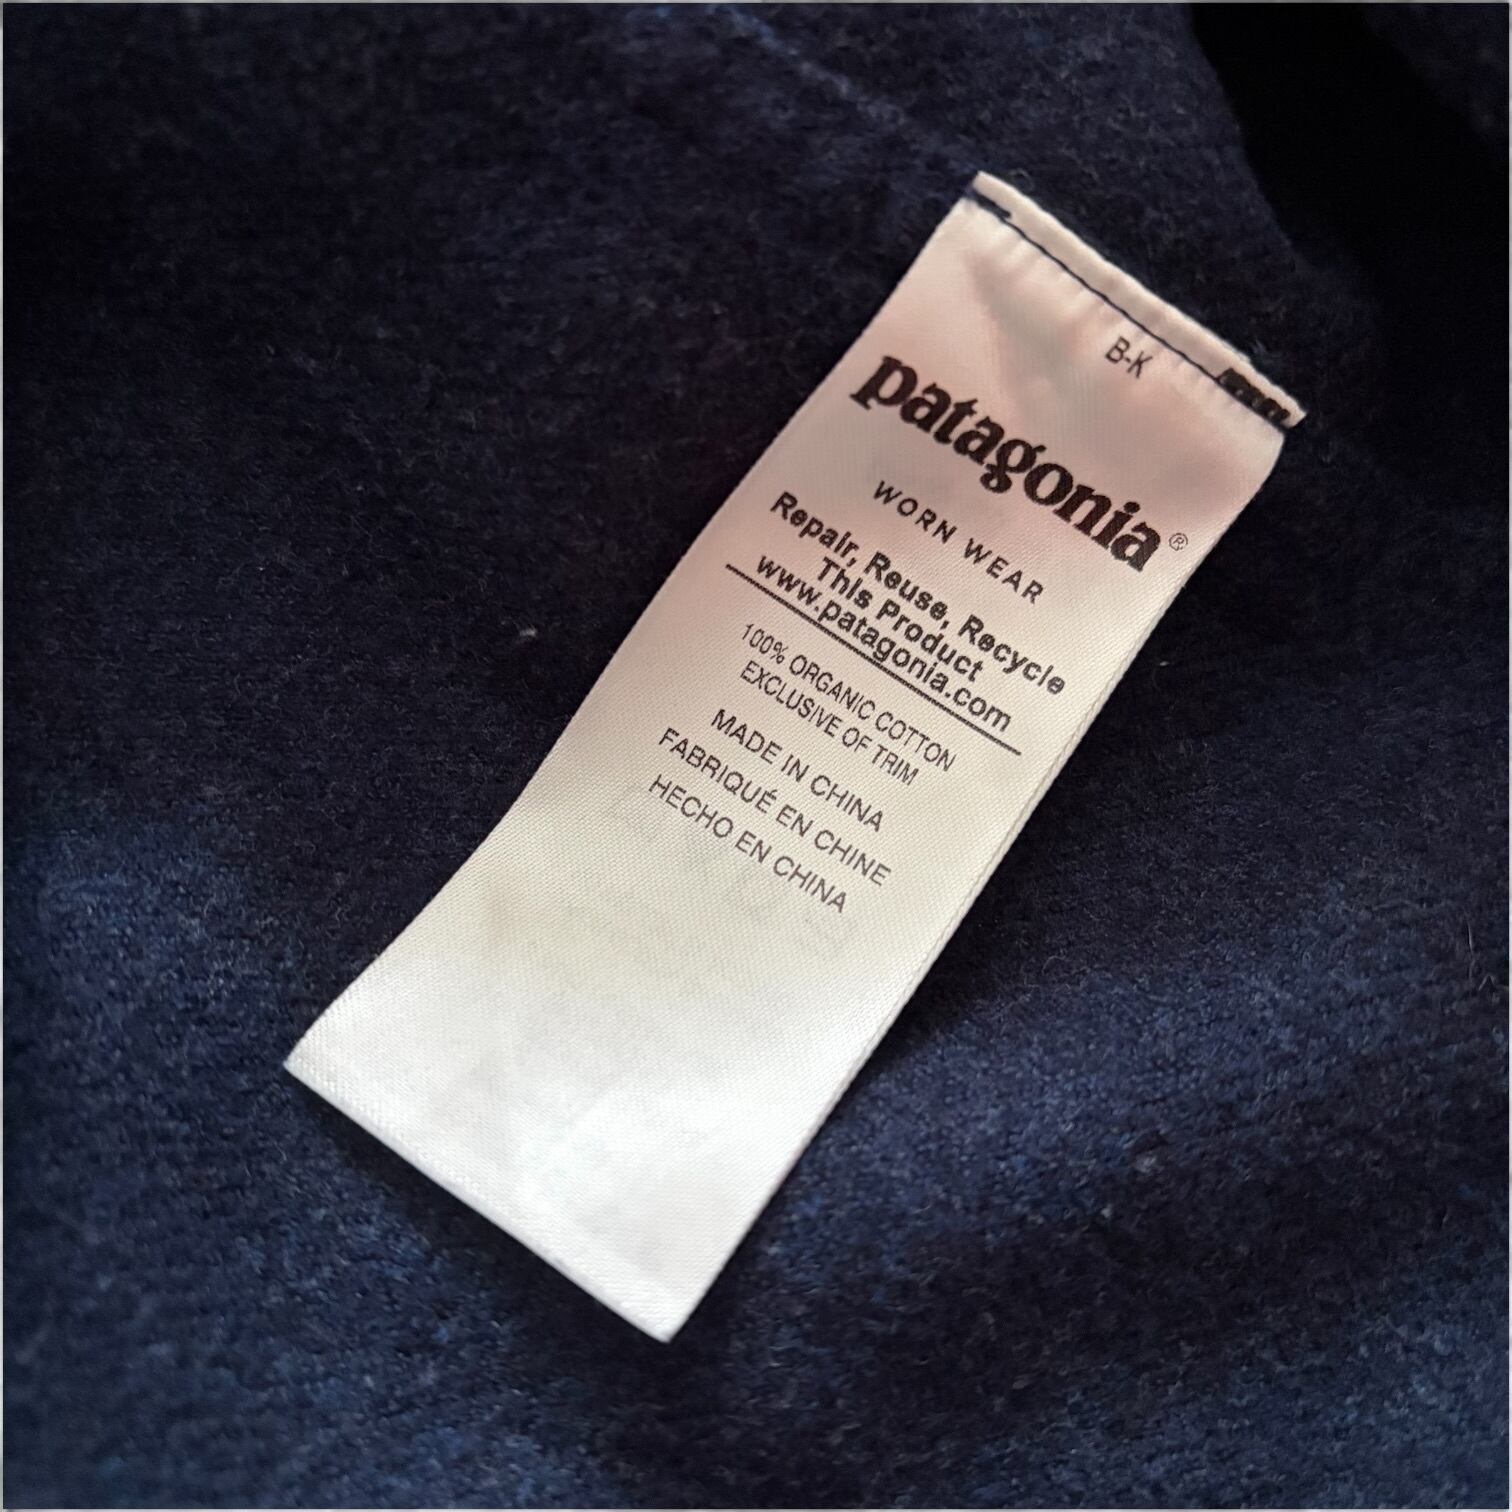 B-K
patagonia®
WORN WEAR
Repair, Reuse, Recycle
This Product
www.patagonia.com
100% ORGANIC COTTON
EXCLUSIVE OF TRIM
MADE IN CHINA
FABRIQUÉ EN CHINE
HECHO EN CHINA